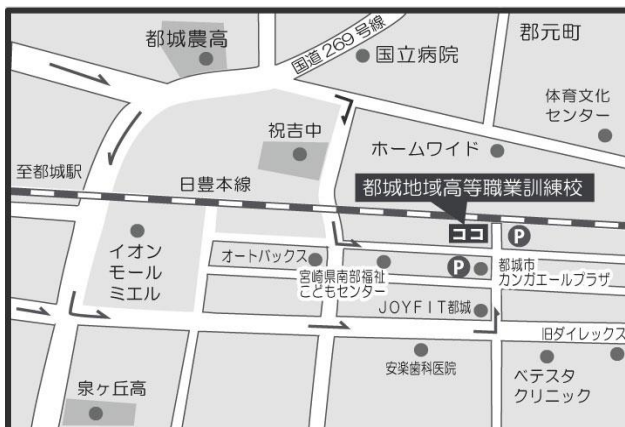 都城農高
国道269号線
国立病院
郡元町
体育文化
センター
祝吉中
ホームワイド
至都城駅
日豊本線
都城地域高等職業訓練校
ココ
P
イオン
モール
ミエル
オートバックス
宮崎県南部福祉
こどもセンター
P
都城市
カンガエールプラザ
JOYFIT都城
旧ダイレックス
安楽歯科医院
ベテスタ
クリニック
泉ヶ丘高